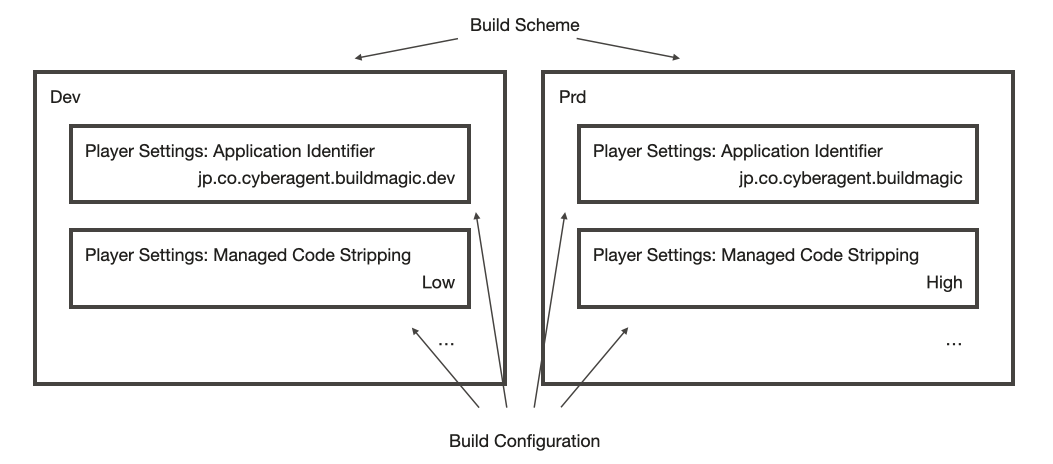 Build Scheme
Dev
Player Settings: Application Identifier
jp.co.cyberagent.buildmagic.dev
Player Settings: Managed Code Stripping
Low
...
Prd
Player Settings: Application Identifier
jp.co.cyberagent.buildmagic
Player Settings: Managed Code Stripping
High
...
Build Configuration